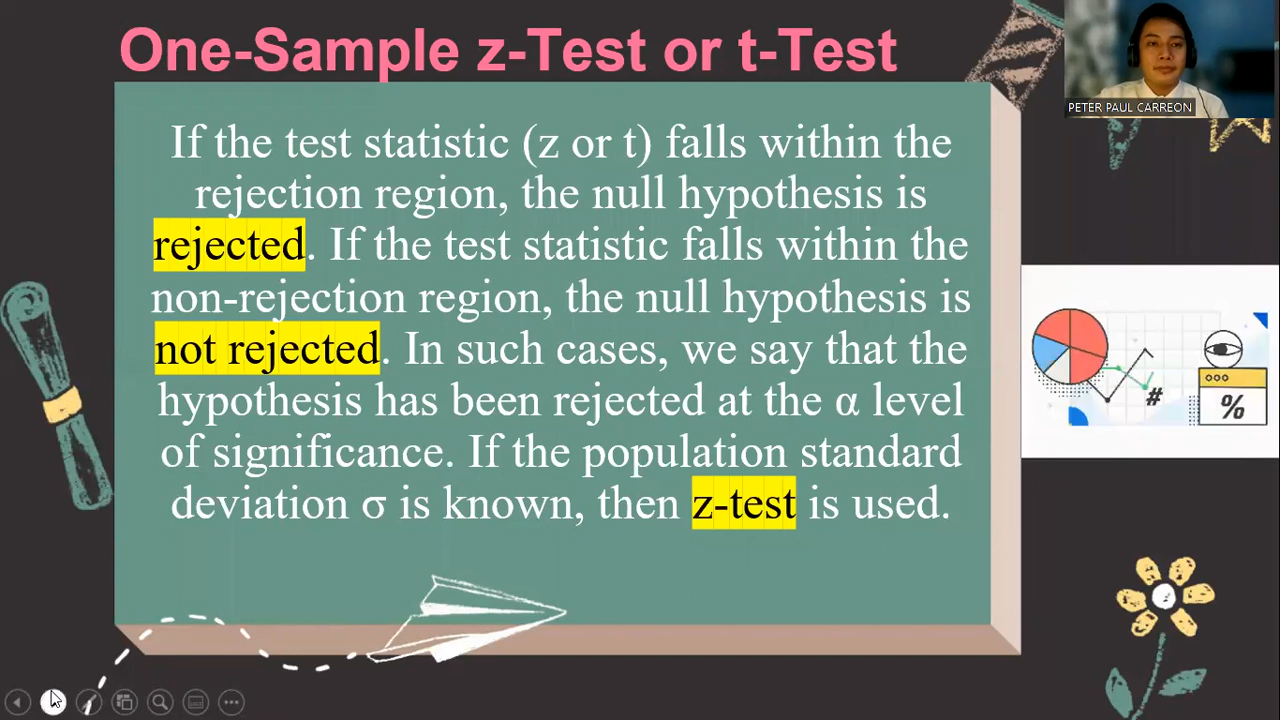 One-Sample z-Test or t-Test
PETER PAUL CARREON
If the test statistic (z or t) falls within the
rejection region, the null hypothesis is
rejected. If the test statistic falls within the
non-rejection region, the null hypothesis is
not rejected. In such cases, we say that the
hypothesis has been rejected at the α level
of significance. If the population standard
deviation σ is known, then z-test is used.
#
%